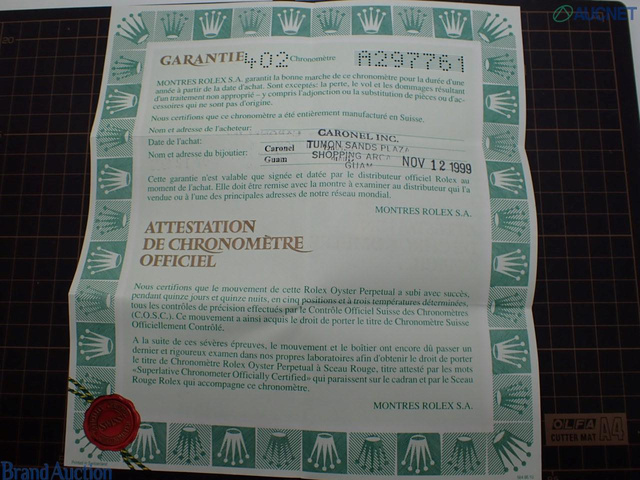 AUCNET
GARANTIE 402 Chronomètre A297761
MONTRES ROLEX S.A. garantit la bonne marche de ce chronomètre pour la durée d'une
année à partir de la date d'achat. Sont exceptés: la perte, le vol et les dommages résultant
d'un traitement non approprié – y compris l'adjonction ou la substitution de pièces ou d'ac-
cessoires qui ne sont pas d'origine.
Nous certifions que ce chronomètre a été entièrement manufacturé en Suisse.
Nom et adresse de l'acheteur:
CARONEL INC.
Date de l'achat: Caronel TUMON SANDS PLAZA
Nom et adresse du bijoutier: Guam SHOPPING ARCA NOV 12 1999
GUAM
Cette garantie n'est valable que signée et datée par le distributeur officiel Rolex au
moment de l'achat. Elle doit être remise avec la montre à examiner au distributeur qui l'a
vendue ou à l'une des principales adresses de notre réseau mondial.
MONTRES ROLEX S.A.
ATTESTATION
DE CHRONOMÈTRE
OFFICIEL
Nous certifions que le mouvement de cette Rolex Oyster Perpetual a subi avec succès,
pendant quinze jours et quinze nuits, en cinq positions et à trois températures déterminées,
tous les contrôles de précision effectués par le Contrôle Officiel Suisse des Chronomètres
(C.O.S.C.). Ce mouvement a ainsi acquis le droit de porter le titre de Chronomètre Suisse
Officiellement Contrôlé.
A la suite de ces sévères épreuves, le mouvement et le boîtier ont encore dû passer un
dernier et rigoureux examen dans nos propres laboratoires afin d'obtenir le droit de porter
le titre de Chronomètre Rolex Oyster Perpetual à Sceau Rouge, titre attesté par les mots
«Superlative Chronometer Officially Certified» qui paraissent sur le cadran et par le Sceau
Rouge Rolex qui accompagne ce chronomètre.
MONTRES ROLEX S.A.
OLFA
CUTTER MAT A4
Brand Auction